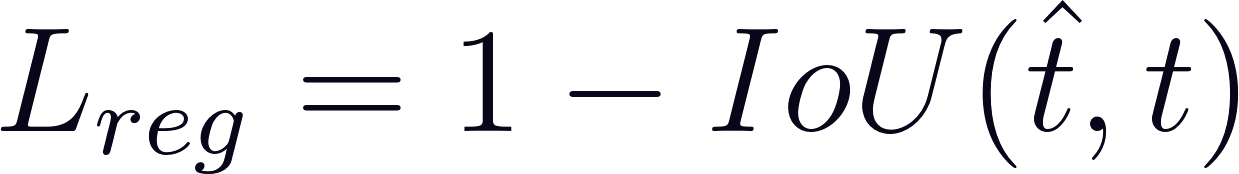 L_{reg} = 1 - IoU(\hat{t}, t)